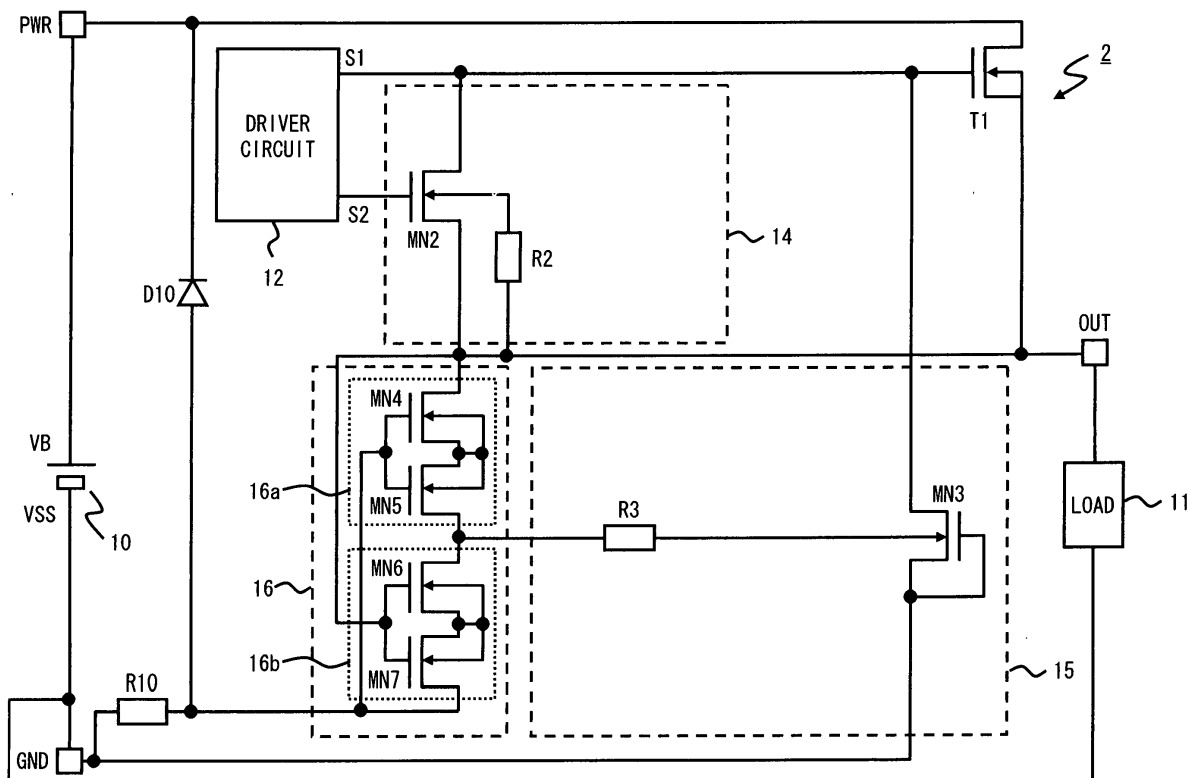 PWR
S1
2
DRIVER
CIRCUIT
T1
S2
MN2
14
12
R2
D10
OUT
MN4
VB
16a
MN5
R3
MN3
11
LOAD
VSS
10
MN6
16
16b
MN7
15
R10
GND